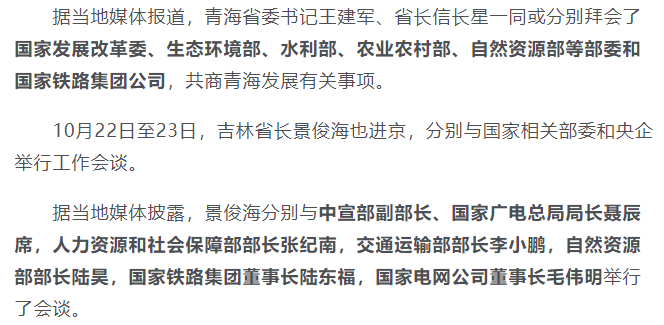 据当地媒体报道，青海省委书记王建军、省长信长星一同或分别拜会了
国家发展改革委、生态环境部、水利部、农业农村部、自然资源部等部委和
国家铁路集团公司，共商青海发展有关事项。
10月22日至23日，吉林省长景俊海也进京，分别与国家相关部委和央企
举行工作会谈。
据当地媒体披露，景俊海分别与中宣部副部长、国家广电总局局长聂辰
席，人力资源和社会保障部部长张纪南，交通运输部部长李小鹏，自然资源
部部长陆昊，国家铁路集团董事长陆东福，国家电网公司董事长毛伟明举行
了会谈。